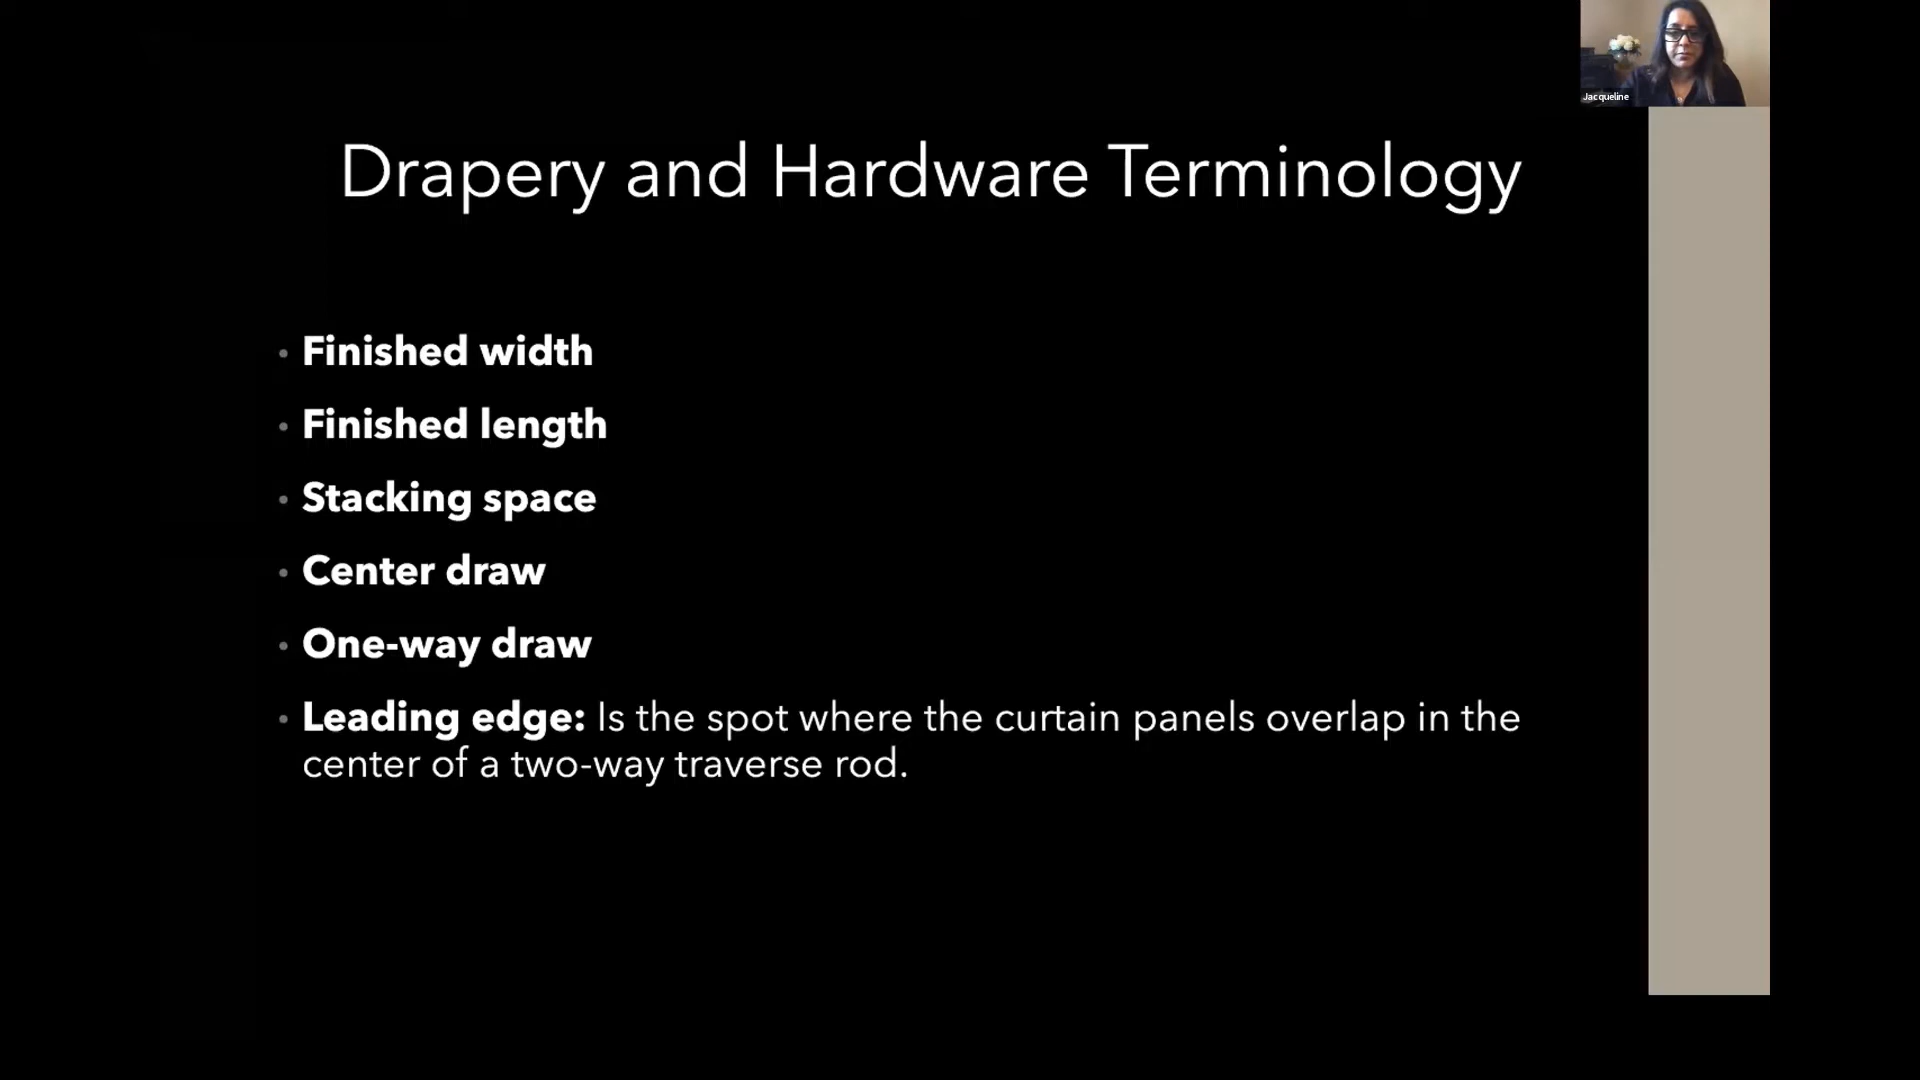 Jacqueline
Drapery and Hardware Terminology
• Finished width
• Finished length
• Stacking space
• Center draw
• One-way draw
• Leading edge: Is the spot where the curtain panels overlap in the
center of a two-way traverse rod.